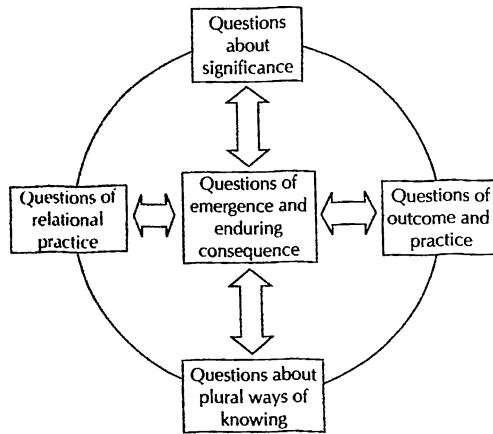 Questions
about
significance
Questions of
relational
practice
Questions of
emergence and
enduring
consequence
Questions of
outcome and
practice
Questions about
plural ways of
knowing